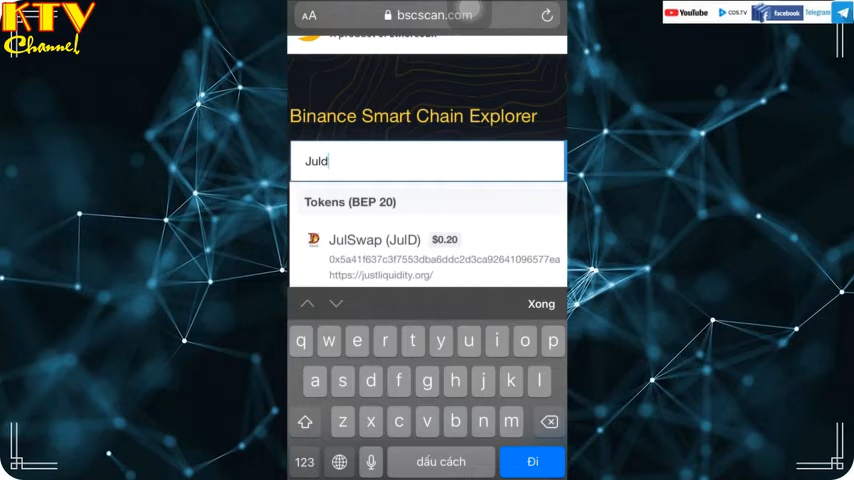 KTV
Channel
AA
bscscan.com
YouTube
COS.TV
facebook
Telegram
Binance Smart Chain Explorer
Juld
Tokens (BEP 20)
JulSwap (JulD) $0.20
0x5a41f637c3f7553dba6ddc2d3ca92641096577ea
https://justliquidity.org/
Xong
q w e r t y u i o p
a s d f g h j k l
z x c v b n m
123 dấu cách Đi